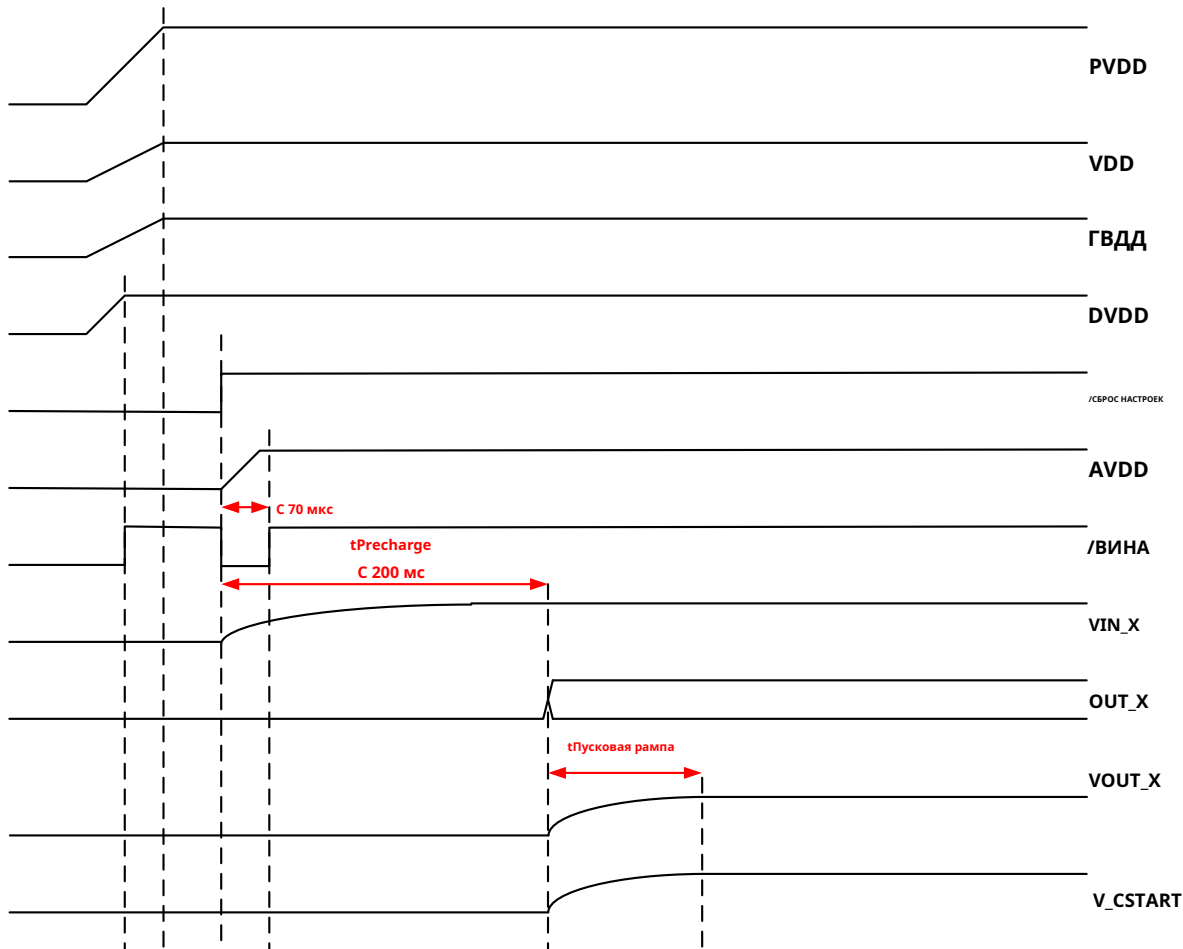 PVDD
VDD
ГВДД
DVDD
/СБРОС НАСТРОЕК
AVDD
С 70 мкс
tPrecharge
/ВИНА
С 200 мс
VIN_X
OUT_X
tПусковая рампа
VOUT_X
V_CSTART